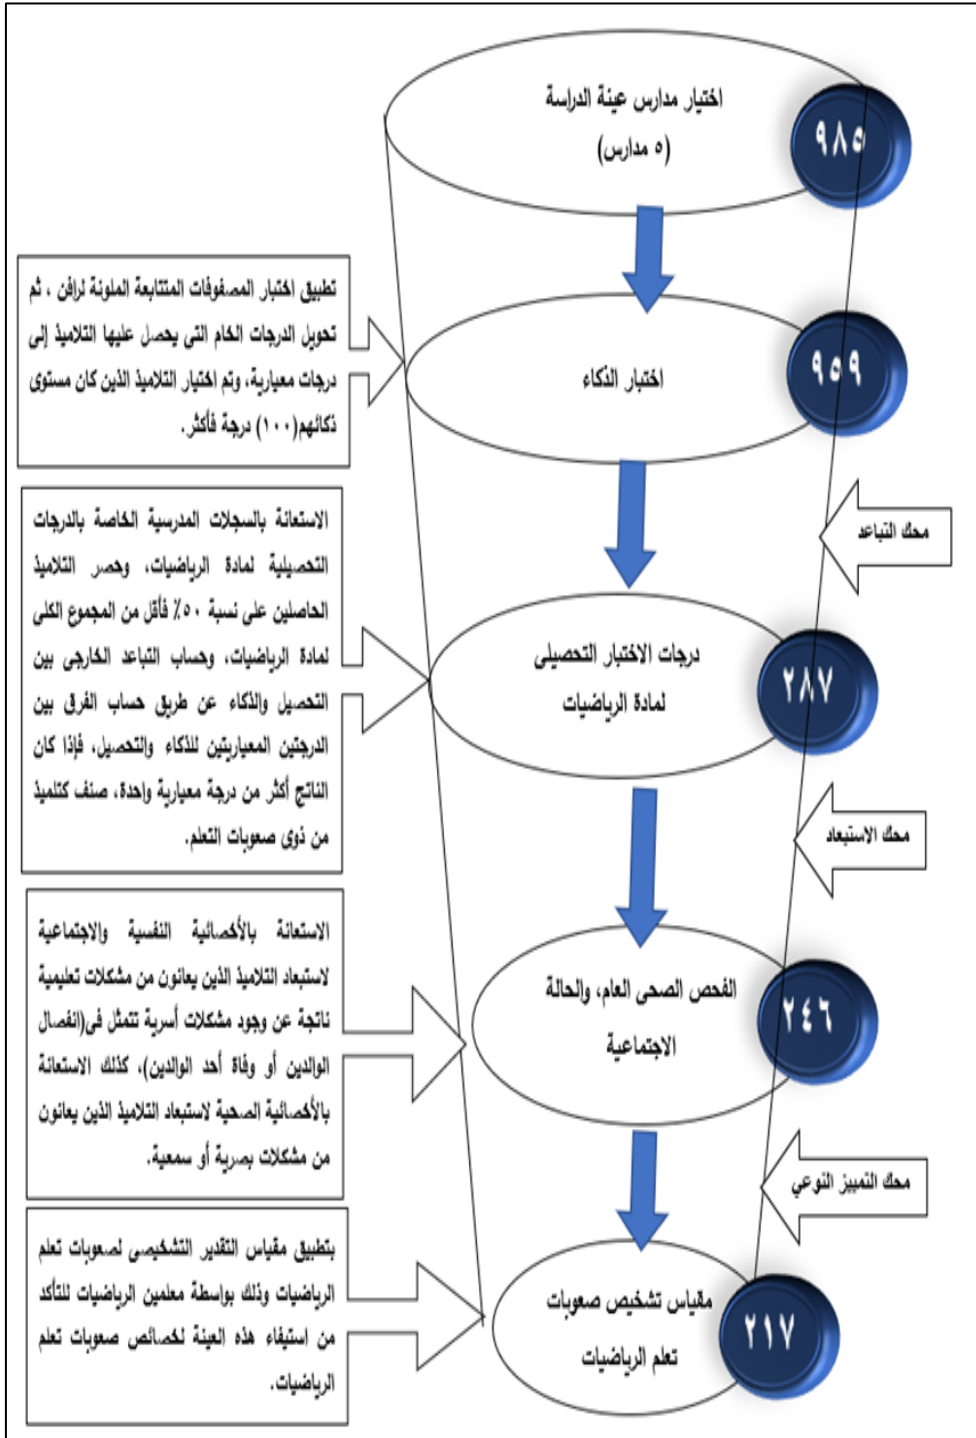 اختيار مدارس عينة الدراسة
(٥ مدارس)
٩٨٥
تطبيق اختبار المصفوفات المتتابعة الملونة لرافن ، ثم
تحويل الدرجات الخام التي يحصل عليها التلاميذ إلى
درجات معيارية، وتم اختيار التلاميذ الذين كان مستوى
ذكائهم(١٠٠) درجة فأكثر.
اختبار الذكاء
٩٥٩
محك التباعد
الاستعانة بالسجلات المدرسية الخاصة بالدرجات
التحصيلية لمادة الرياضيات، وحصر التلاميذ
الحاصلين على نسبة ٥٠٪ فأقل من المجموع الكلى
لمادة الرياضيات، وحساب التباعد الخارجى بين
التحصيل والذكاء عن طريق حساب الفرق بين
الدرجتين المعياريتين للذكاء والتحصيل، فإذا كان
الناتج أكثر من درجة معيارية واحدة، صنف كتلميذ
من ذوى صعوبات التعلم.
درجات الاختبار التحصيلى
لمادة الرياضيات
٢٨٧
محك الاستبعاد
الاستعانة بالأخصائية النفسية والاجتماعية
لاستبعاد التلاميذ الذين يعانون من مشكلات تعليمية
ناتجة عن وجود مشكلات أسرية تتمثل فى(انفصال
الوالدين أو وفاة أحد الوالدين)، كذلك الاستعانة
بالأخصائية الصحية لاستبعاد التلاميذ الذين يعانون
من مشكلات بصرية أو سمعية.
الفحص الصحى العام، والحالة
الاجتماعية
٢٤٦
محك التمييز النوعي
بتطبيق مقياس التقدير التشخيصى لصعوبات تعلم
الرياضيات وذلك بواسطة معلمين الرياضيات للتأكد
من استيفاء هذه العينة لخصائص صعوبات تعلم
الرياضيات.
مقياس تشخيص صعوبات
تعلم الرياضيات
٢١٧